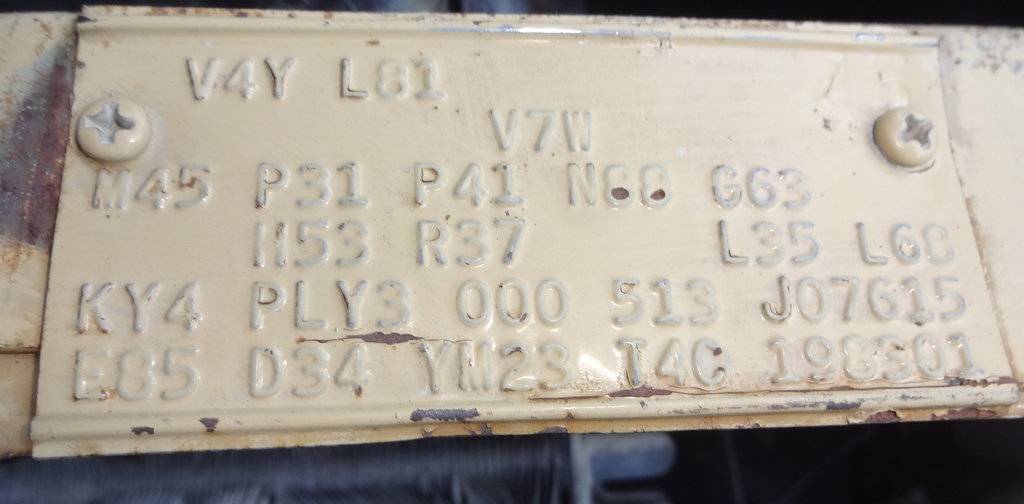 V4Y L81
V7W
M45 P31 P41 N88 G63
H53 R37 L35 L68
KY4 PLY3 000 513 J07615
E85 D34 YM23 T4C 198301